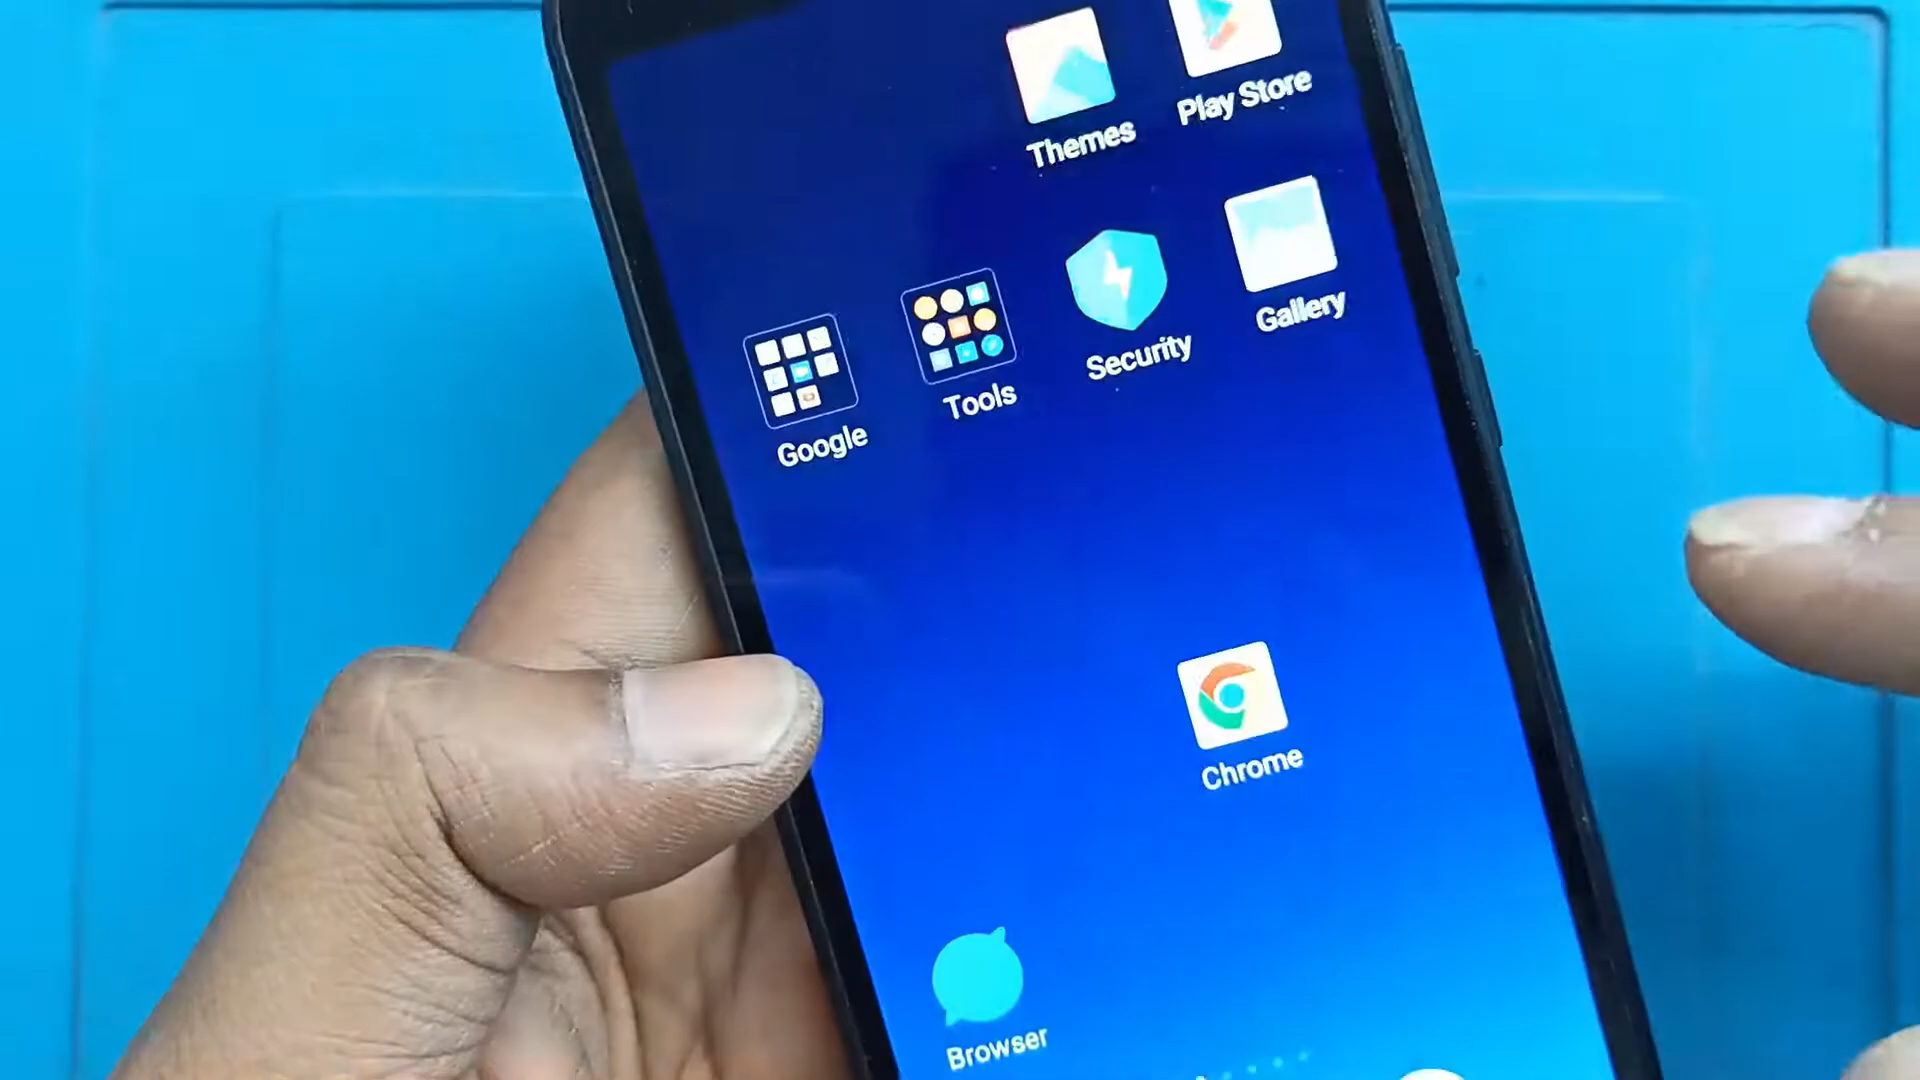 Themes
Play Store
Google
Tools
Security
Gallery
Chrome
Browser